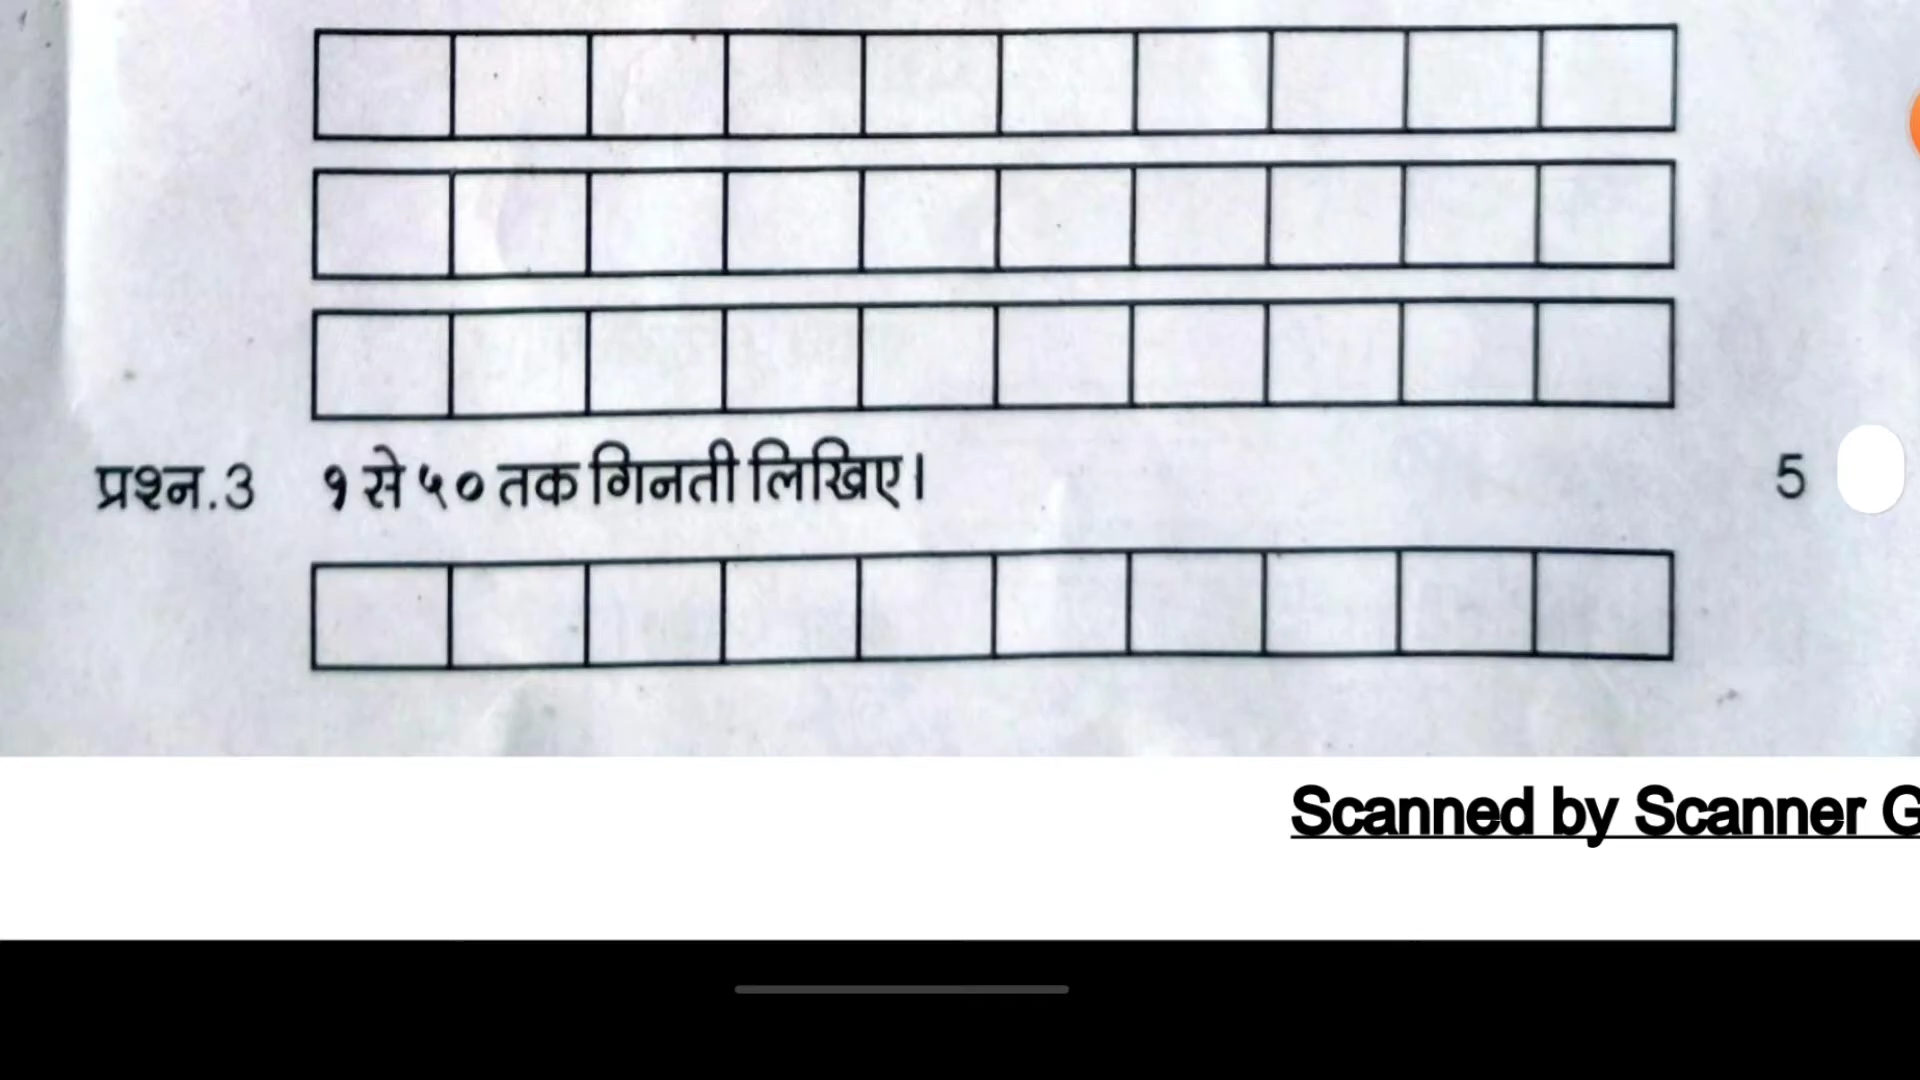 प्रश्न.3 १ से ५० तक गिनती लिखिए। 5
Scanned by Scanner G